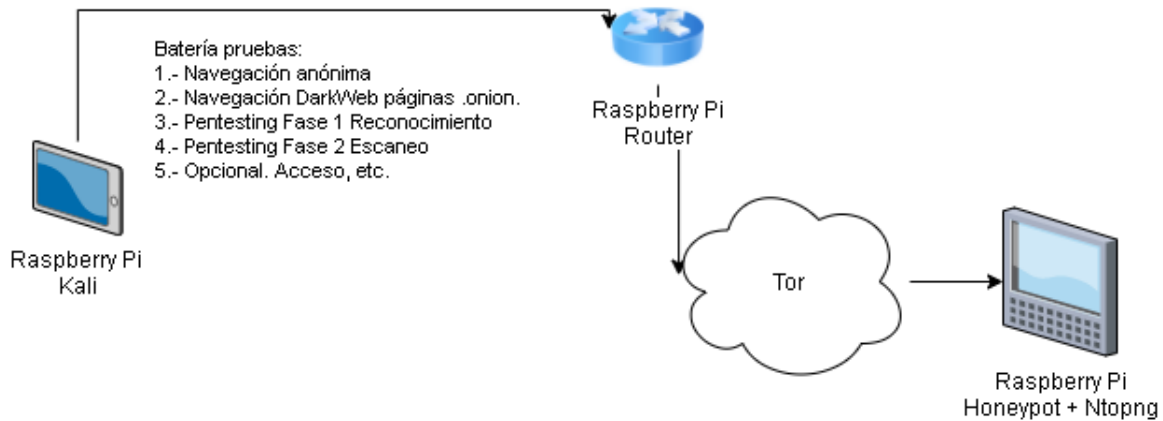 Batería pruebas:
1.- Navegación anónima
2.- Navegación DarkWeb páginas .onion.
3.- Pentesting Fase 1 Reconocimiento
4.- Pentesting Fase 2 Escaneo
5.- Opcional. Acceso, etc.
Raspberry Pi
Router
Raspberry Pi
Kali
Tor
Raspberry Pi
Honeypot + Ntopng